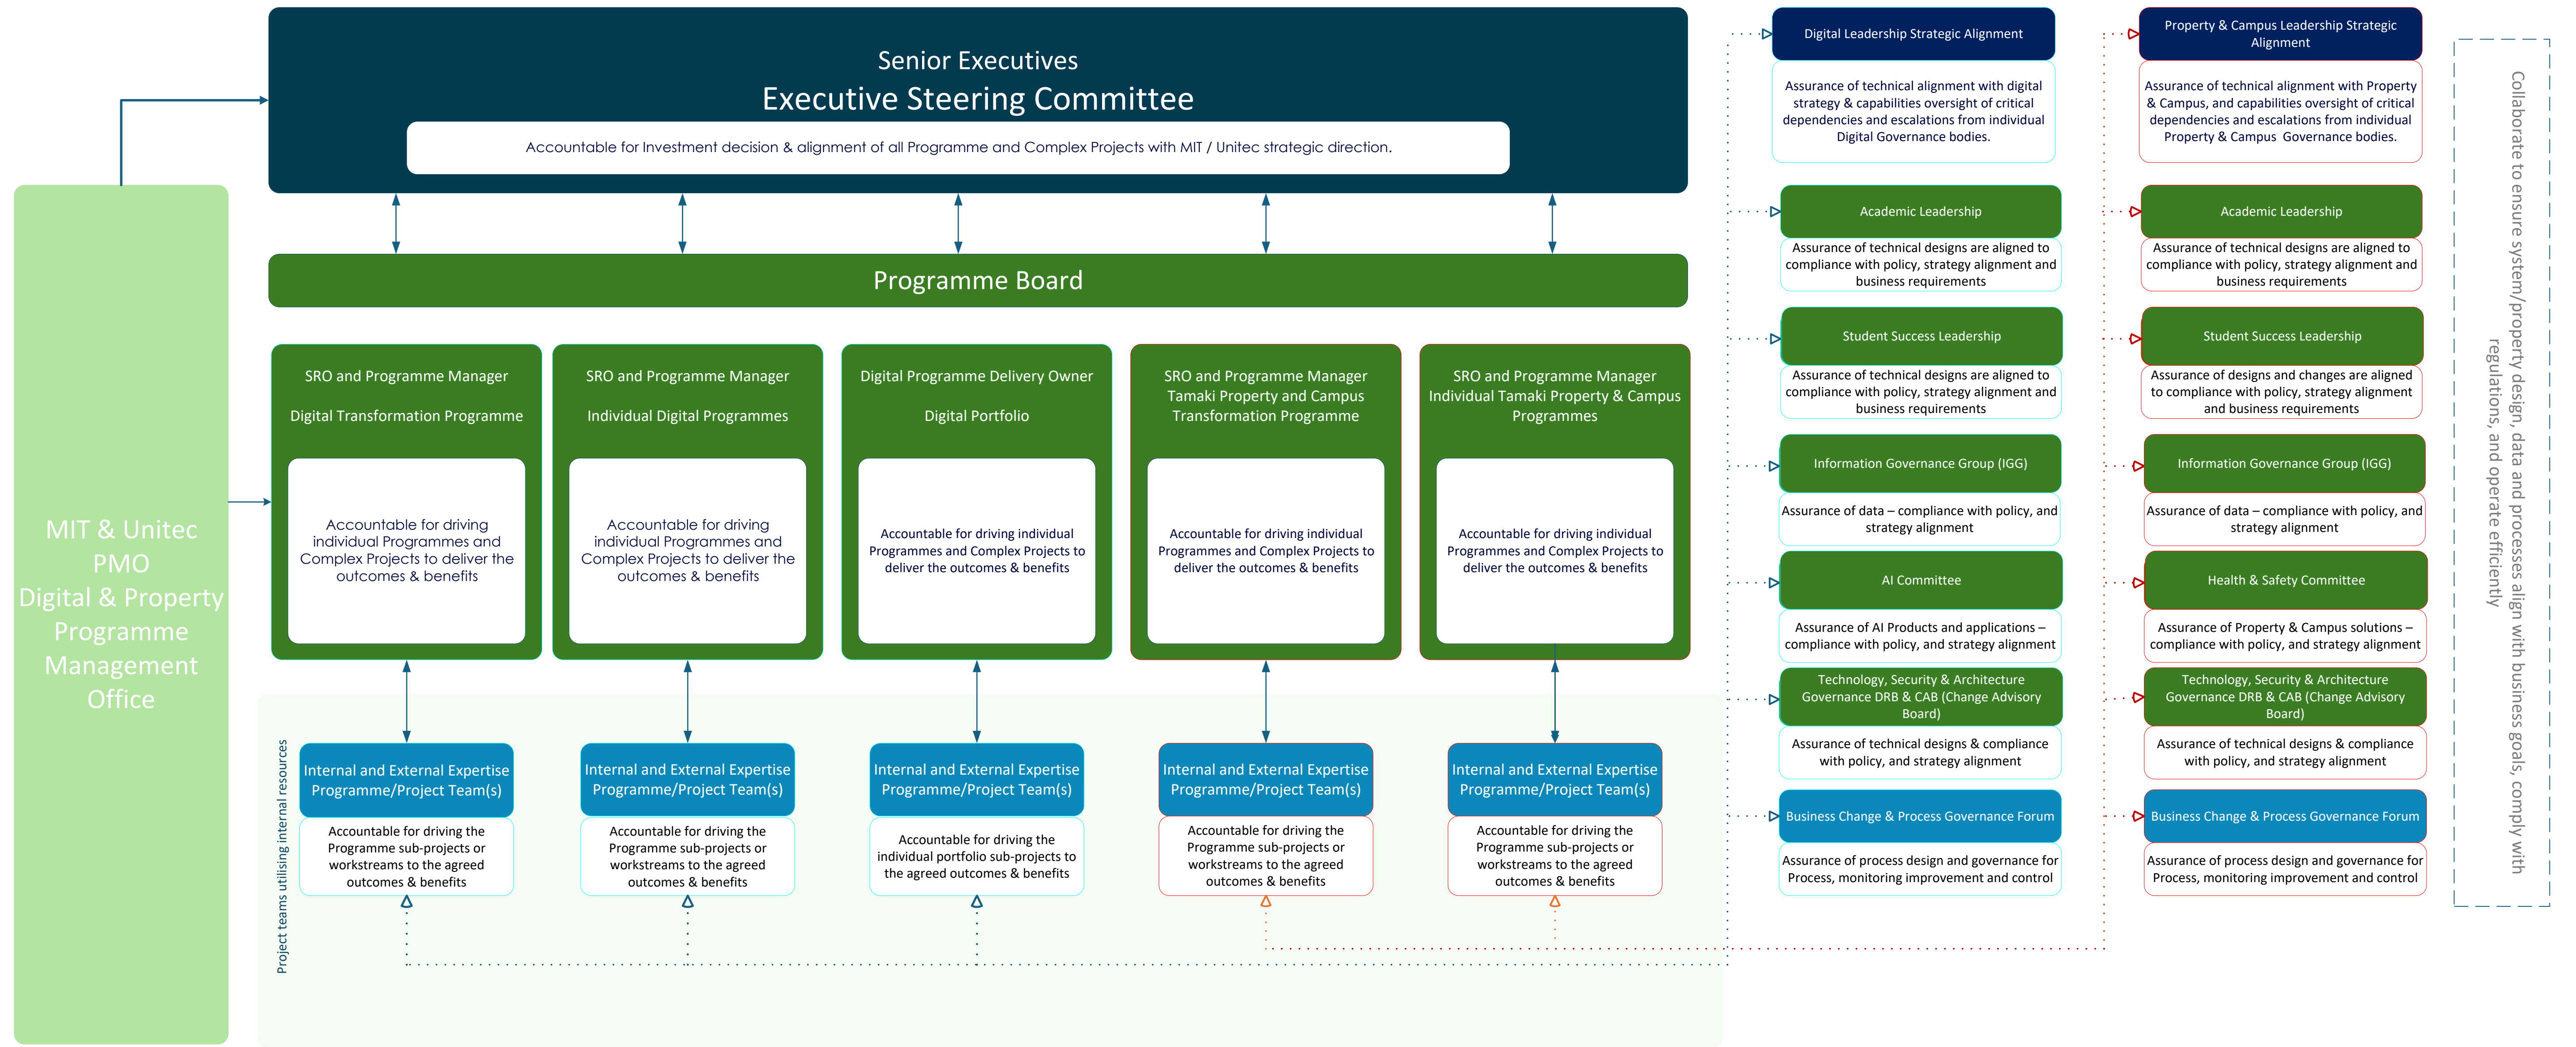 Senior Executives
Executive Steering Committee
Accountable for Investment decision & alignment of all Programme and Complex Projects with MIT / Unitec strategic direction.
Programme Board
MIT & Unitec
PMO
Digital & Property
Programme
Management
Office
SRO and Programme Manager
Digital Transformation Programme
Accountable for driving
individual Programmes and
Complex Projects to deliver the
outcomes & benefits
SRO and Programme Manager
Individual Digital Programmes
Accountable for driving
individual Programmes and
Complex Projects to deliver the
outcomes & benefits
Digital Programme Delivery Owner
Digital Portfolio
Accountable for driving individual
Programmes and Complex Projects to
deliver the outcomes & benefits
SRO and Programme Manager
Tamaki Property and Campus
Transformation Programme
Accountable for driving individual
Programmes and Complex Projects to
deliver the outcomes & benefits
SRO and Programme Manager
Individual Tamaki Property & Campus
Programmes
Accountable for driving individual
Programmes and Complex Projects to
deliver the outcomes & benefits
Project teams utilising internal resources
Internal and External Expertise
Programme/Project Team(s)
Accountable for driving the
Programme sub-projects or
workstreams to the agreed
outcomes & benefits
Internal and External Expertise
Programme/Project Team(s)
Accountable for driving the
Programme sub-projects or
workstreams to the agreed
outcomes & benefits
Internal and External Expertise
Programme/Project Team(s)
Accountable for driving the
individual portfolio sub-projects to
the agreed outcomes & benefits
Internal and External Expertise
Programme/Project Team(s)
Accountable for driving the
Programme sub-projects or
workstreams to the agreed
outcomes & benefits
Internal and External Expertise
Programme/Project Team(s)
Accountable for driving the
Programme sub-projects or
workstreams to the agreed
outcomes & benefits
Digital Leadership Strategic Alignment
Assurance of technical alignment with digital
strategy & capabilities oversight of critical
dependencies and escalations from individual
Digital Governance bodies.
Academic Leadership
Assurance of technical designs are aligned to
compliance with policy, strategy alignment and
business requirements
Student Success Leadership
Assurance of technical designs are aligned to
compliance with policy, strategy alignment and
business requirements
Information Governance Group (IGG)
Assurance of data – compliance with policy, and
strategy alignment
AI Committee
Assurance of AI Products and applications –
compliance with policy, and strategy alignment
Technology, Security & Architecture
Governance DRB & CAB (Change Advisory
Board)
Assurance of technical designs & compliance
with policy, and strategy alignment
Business Change & Process Governance Forum
Assurance of process design and governance for
Process, monitoring improvement and control
Property & Campus Leadership Strategic
Alignment
Assurance of technical alignment with Property
& Campus, and capabilities oversight of critical
dependencies and escalations from individual
Property & Campus Governance bodies.
Academic Leadership
Assurance of technical designs are aligned to
compliance with policy, strategy alignment and
business requirements
Student Success Leadership
Assurance of designs and changes are aligned
to compliance with policy, strategy alignment
and business requirements
Information Governance Group (IGG)
Assurance of data – compliance with policy, and
strategy alignment
Health & Safety Committee
Assurance of Property & Campus solutions –
compliance with policy, and strategy alignment
Technology, Security & Architecture
Governance DRB & CAB (Change Advisory
Board)
Assurance of technical designs & compliance
with policy, and strategy alignment
Business Change & Process Governance Forum
Assurance of process design and governance for
Process, monitoring improvement and control
Collaborate to ensure system/property design, data and processes align with business goals, comply with
regulations, and operate efficiently